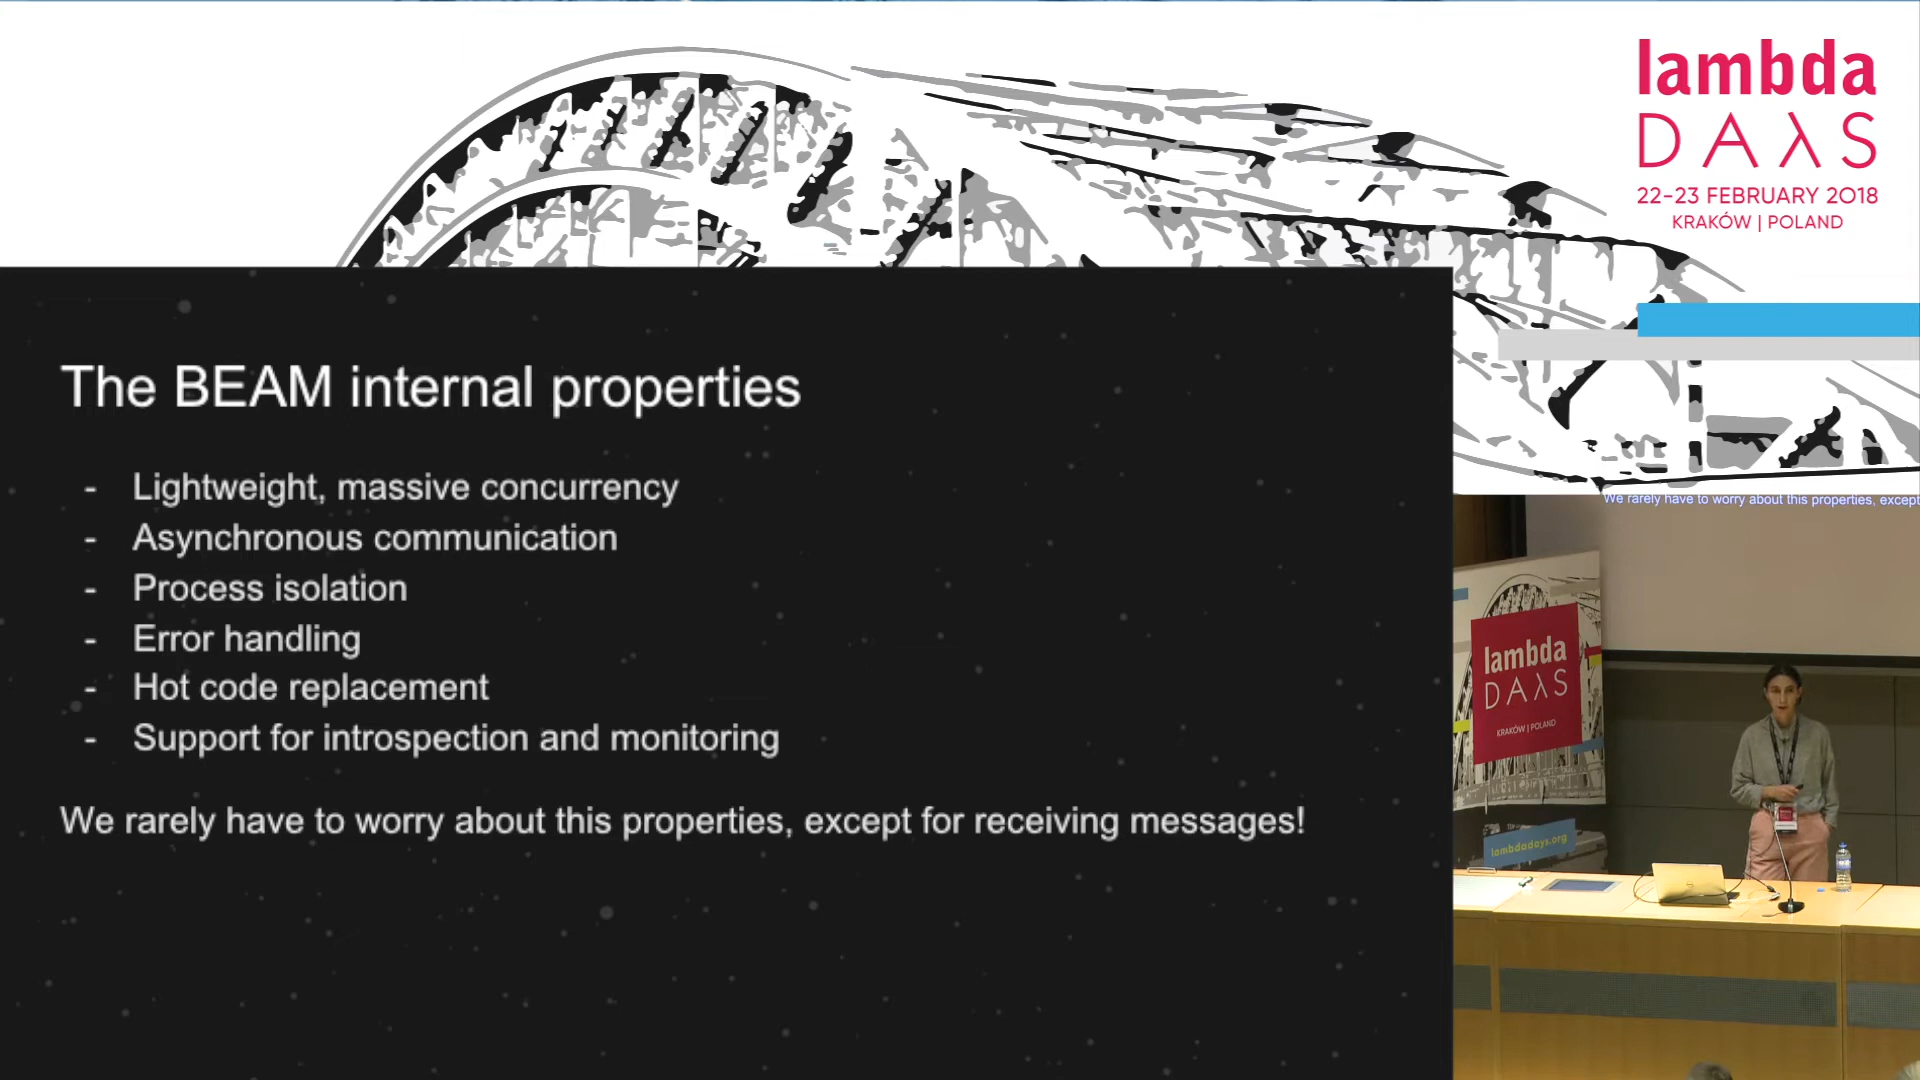 lambda
DAλS
22-23 FEBRUARY 2018
KRAKÓW | POLAND
The BEAM internal properties
- Lightweight, massive concurrency
- Asynchronous communication
- Process isolation
- Error handling
- Hot code replacement
- Support for introspection and monitoring
We rarely have to worry about this properties, except for receiving messages!
We rarely have to worry about this properties, except
lambda
DAλS
KRAKÓW | POLAND
lambdadays.org